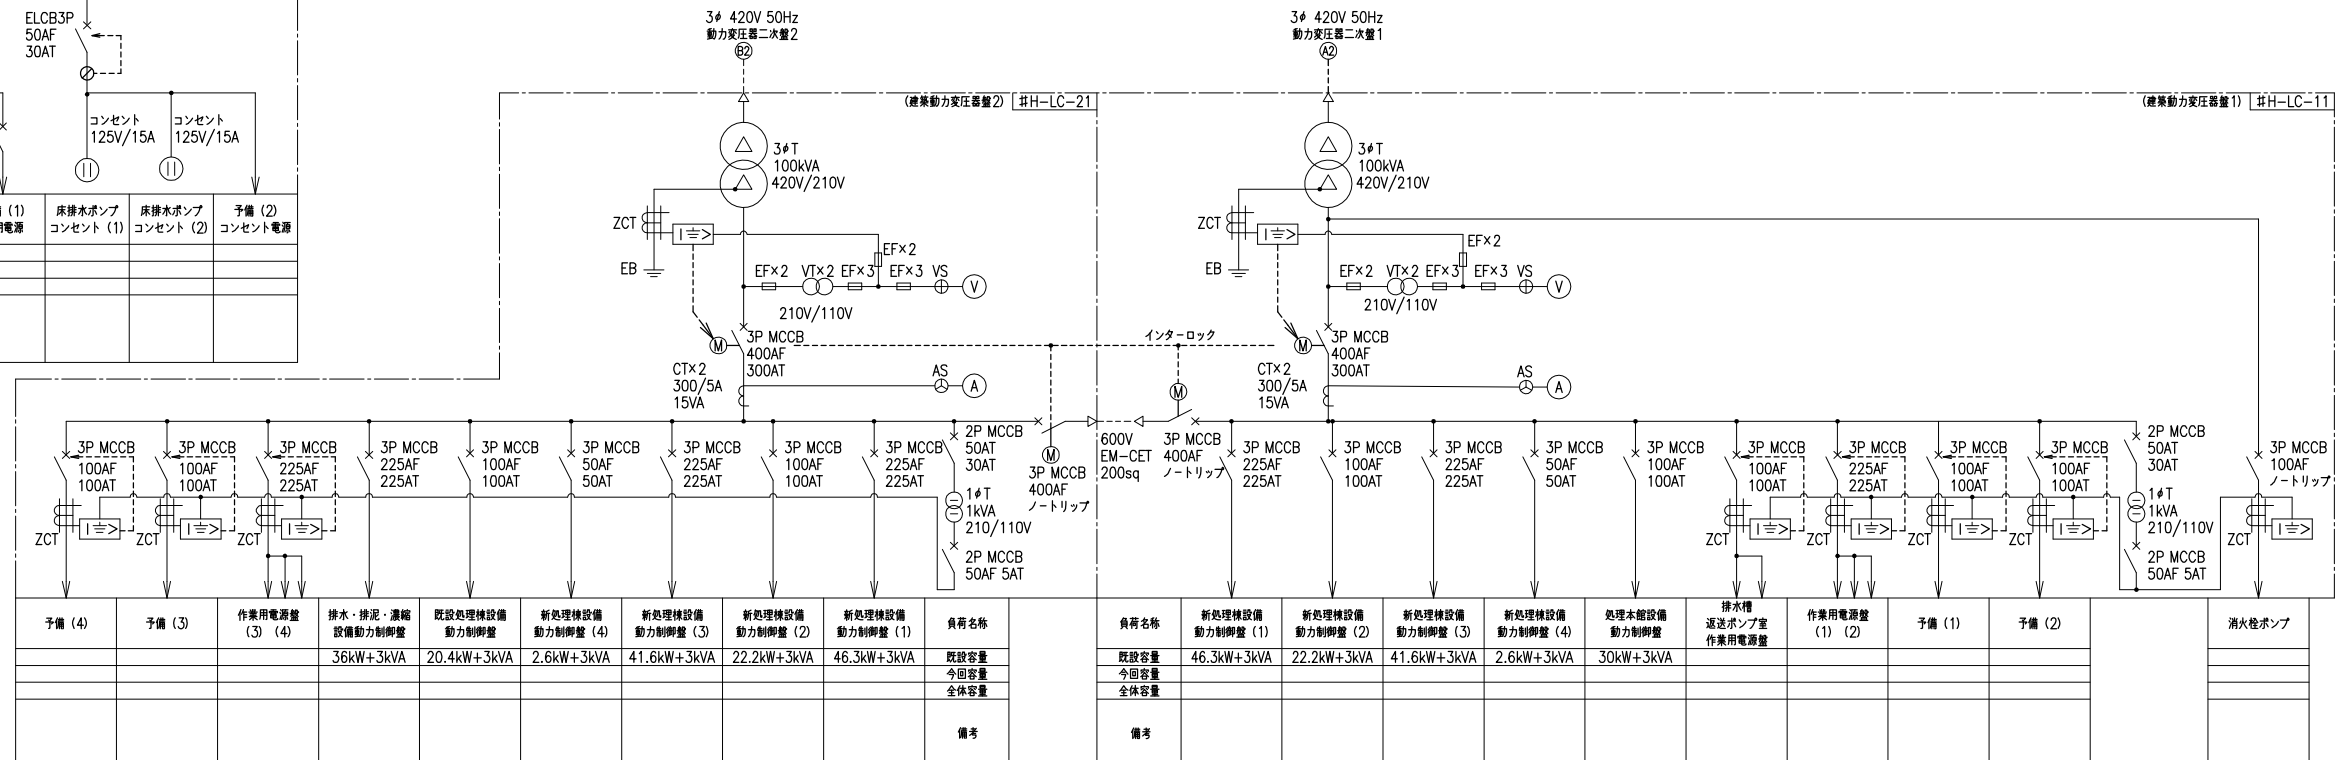 ELCB3P
50AF
30AT
コンセント
125V/15A
コンセント
125V/15A
(1)
電源
床排水ポンプ
コンセント (1)
床排水ポンプ
コンセント (2)
予備 (2)
コンセント電源
3φ 420V 50Hz
動力変圧器二次盤2
B2
(建築動力変圧器盤2)
#H-LC-21
3φT
100kVA
420V/210V
ZCT
EB
EF×2
EF×2
VT×2
EF×3
EF×3
VS
V
210V/110V
M
3P MCCB
400AF
300AT
CT×2
300/5A
15VA
AS
A
インターロック
3φ 420V 50Hz
動力変圧器二次盤1
A2
(建築動力変圧器盤1)
#H-LC-11
3φT
100kVA
420V/210V
ZCT
EB
EF×2
EF×2
VT×2
EF×3
EF×3
VS
V
210V/110V
M
3P MCCB
400AF
300AT
CT×2
300/5A
15VA
AS
A
3P MCCB
100AF
100AT
ZCT
3P MCCB
100AF
100AT
ZCT
3P MCCB
225AF
225AT
ZCT
3P MCCB
225AF
225AT
3P MCCB
100AF
100AT
3P MCCB
50AF
50AT
3P MCCB
225AF
225AT
3P MCCB
100AF
100AT
3P MCCB
225AF
225AT
2P MCCB
50AT
30AT
1φT
1kVA
210/110V
2P MCCB
50AF 5AT
M
3P MCCB
400AF
ノートリップ
600V
EM-CET
200sq
M
3P MCCB
400AF
ノートリップ
3P MCCB
225AF
225AT
3P MCCB
100AF
100AT
3P MCCB
225AF
225AT
3P MCCB
50AF
50AT
3P MCCB
100AF
100AT
3P MCCB
100AF
100AT
ZCT
3P MCCB
225AF
225AT
ZCT
3P MCCB
100AF
100AT
ZCT
3P MCCB
100AF
100AT
ZCT
2P MCCB
50AT
30AT
1φT
1kVA
210/110V
2P MCCB
50AF 5AT
3P MCCB
100AF
ノートリップ
ZCT
予備 (4)
予備 (3)
作業用電源盤
(3) (4)
排水・排泥・濃縮
設備動力制御盤
既設処理棟設備
動力制御盤
新処理棟設備
動力制御盤 (4)
新処理棟設備
動力制御盤 (3)
新処理棟設備
動力制御盤 (2)
新処理棟設備
動力制御盤 (1)
負荷名称
36kW+3kVA
20.4kW+3kVA
2.6kW+3kVA
41.6kW+3kVA
22.2kW+3kVA
46.3kW+3kVA
既設容量
今回容量
全体容量
備考
負荷名称
新処理棟設備
動力制御盤 (1)
新処理棟設備
動力制御盤 (2)
新処理棟設備
動力制御盤 (3)
新処理棟設備
動力制御盤 (4)
処理本館設備
動力制御盤
排水槽
返送ポンプ室
作業用電源盤
作業用電源盤
(1) (2)
予備 (1)
予備 (2)
消火栓ポンプ
既設容量
46.3kW+3kVA
22.2kW+3kVA
41.6kW+3kVA
2.6kW+3kVA
30kW+3kVA
今回容量
全体容量
備考